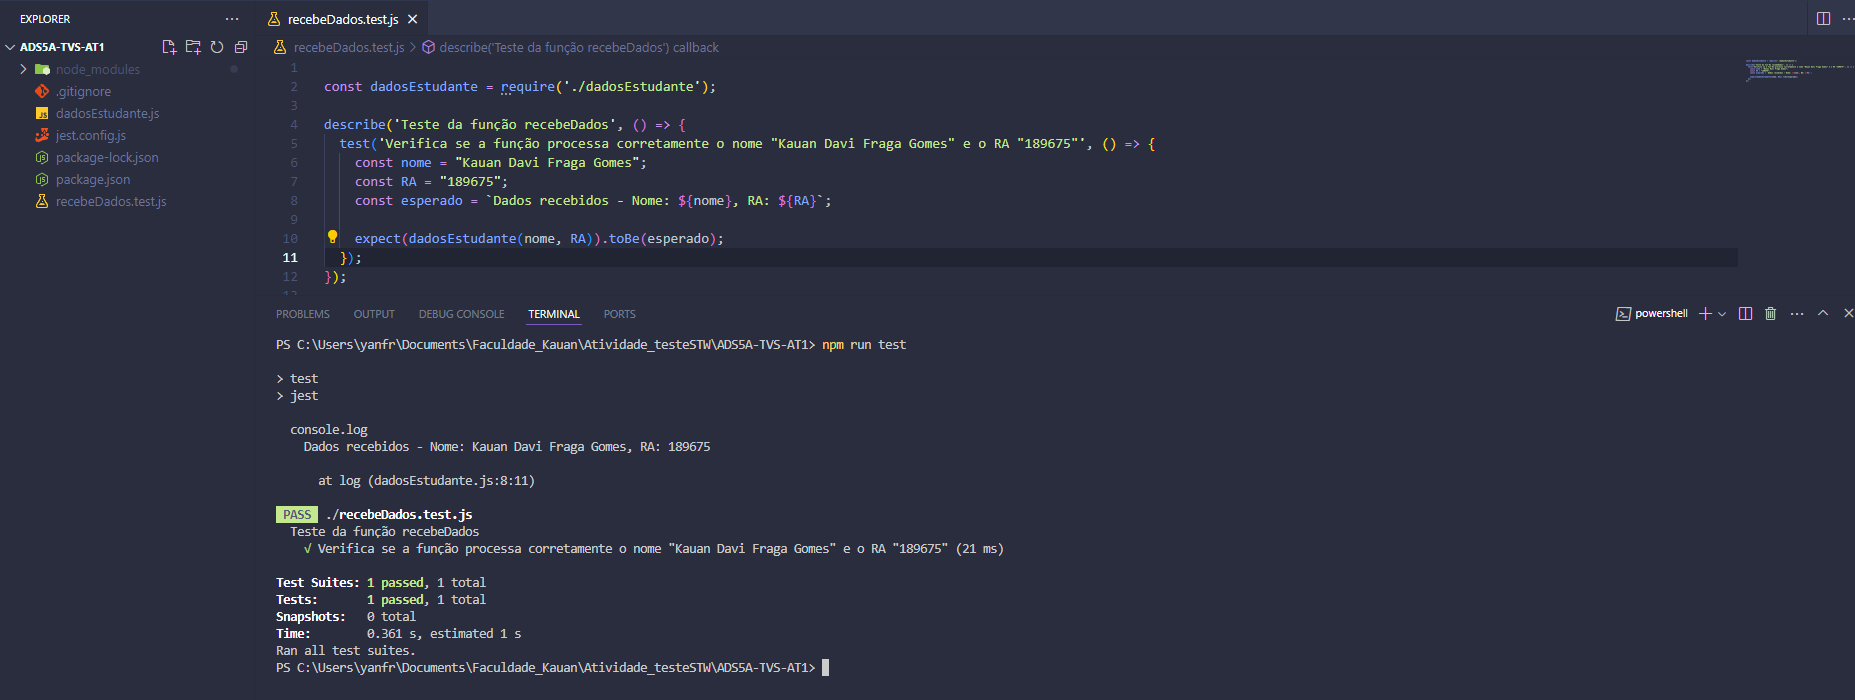 EXPLORER
ADS5A-TVS-AT1
node_modules
.gitignore
dadosEstudante.js
jest.config.js
package-lock.json
package.json
recebeDados.test.js
recebeDados.test.js
recebeDados.test.js > describe('Teste da função recebeDados') callback
1
2 const dadosEstudante = require('./dadosEstudante');
3
4 describe('Teste da função recebeDados', () => {
5 test('Verifica se a função processa corretamente o nome "Kauan Davi Fraga Gomes" e o RA "189675"', () => {
6 const nome = "Kauan Davi Fraga Gomes";
7 const RA = "189675";
8 const esperado = `Dados recebidos - Nome: ${nome}, RA: ${RA}`;
9
10 expect(dadosEstudante(nome, RA)).toBe(esperado);
11 });
12 });
PROBLEMS OUTPUT DEBUG CONSOLE TERMINAL PORTS
powershell
PS C:\Users\yanfr\Documents\Faculdade_Kauan\Atividade_testeSTW\ADS5A-TVS-AT1> npm run test
> test
> jest
console.log
Dados recebidos - Nome: Kauan Davi Fraga Gomes, RA: 189675
at log (dadosEstudante.js:8:11)
PASS ./recebeDados.test.js
Teste da função recebeDados
√ Verifica se a função processa corretamente o nome "Kauan Davi Fraga Gomes" e o RA "189675" (21 ms)
Test Suites: 1 passed, 1 total
Tests: 1 passed, 1 total
Snapshots: 0 total
Time: 0.361 s, estimated 1 s
Ran all test suites.
PS C:\Users\yanfr\Documents\Faculdade_Kauan\Atividade_testeSTW\ADS5A-TVS-AT1>